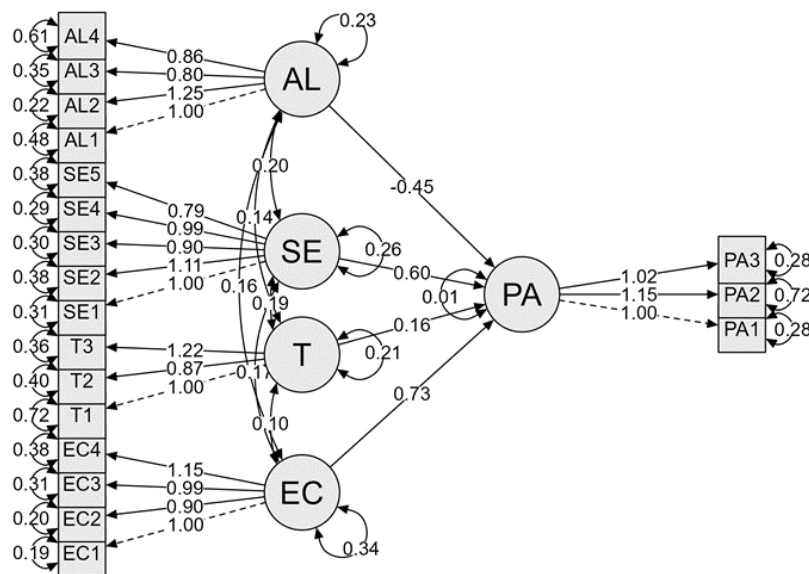 0.61 AL4
0.35 AL3
0.22 AL2
0.48 AL1
0.38 SE5
0.29 SE4
0.30 SE3
0.38 SE2
0.31 SE1
0.36 T3
0.40 T2
0.72 T1
0.38 EC4
0.31 EC3
0.20 EC2
0.19 EC1
0.86
0.80
1.25
1.00
0.79
0.99
0.90
1.11
1.00
1.22
0.87
1.00
1.15
0.99
0.90
1.00
AL
0.23
0.20
0.14
SE
0.26
0.16
0.19
T
0.21
0.17
0.10
EC
0.34
-0.45
0.60
0.16
0.73
0.01
PA
1.02
1.15
1.00
PA3 0.28
PA2 0.72
PA1 0.28